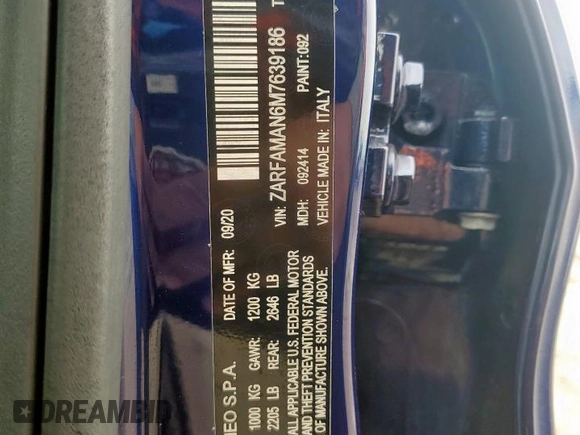 EO S.P.A. DATE OF MFR: 09/20
1000 KG GAWR: 1200 KG
2205 LB REAR: 2646 LB
ALL APPLICABLE U.S. FEDERAL MOTOR
AND THEFT PREVENTION STANDARDS
OF MANUFACTURE SHOWN ABOVE.
VIN: ZARFAMAN6M7639186
MDH: 092414 PAINT:092
VEHICLE MADE IN: ITALY
DREAMBID